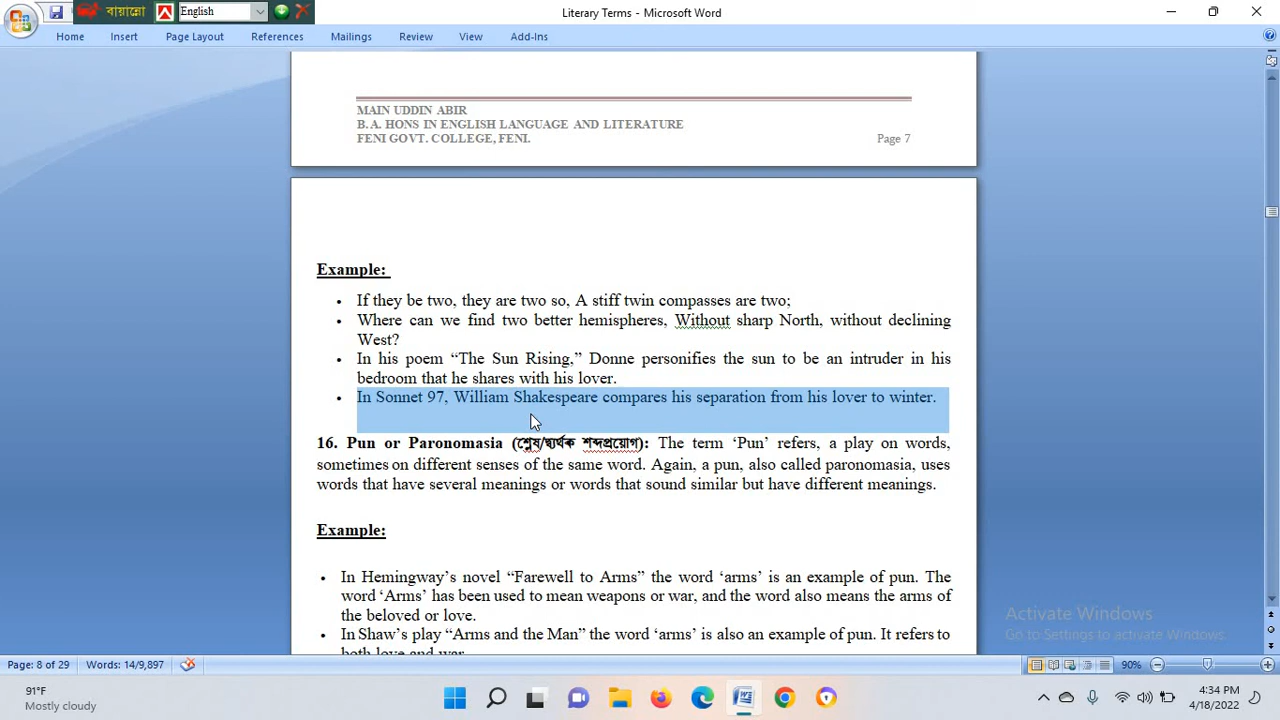 বায়ান্নো English Literary Terms - Microsoft Word
Home Insert Page Layout References Mailings Review View Add-Ins
MAIN UDDIN ABIR
B. A. HONS IN ENGLISH LANGUAGE AND LITERATURE
FENI GOVT. COLLEGE, FENI. Page 7
Example:
• If they be two, they are two so, A stiff twin compasses are two;
• Where can we find two better hemispheres, Without sharp North, without declining
West?
• In his poem “The Sun Rising,” Donne personifies the sun to be an intruder in his
bedroom that he shares with his lover.
• In Sonnet 97, William Shakespeare compares his separation from his lover to winter.
16. Pun or Paronomasia (শ্লেষ/দ্ব্যর্থক শব্দপ্রয়োগ): The term ‘Pun’ refers, a play on words,
sometimes on different senses of the same word. Again, a pun, also called paronomasia, uses
words that have several meanings or words that sound similar but have different meanings.
Example:
• In Hemingway’s novel “Farewell to Arms” the word ‘arms’ is an example of pun. The
word ‘Arms’ has been used to mean weapons or war, and the word also means the arms of
the beloved or love.
• In Shaw’s play “Arms and the Man” the word ‘arms’ is also an example of pun. It refers to
both love and war.
Activate Windows
Go to Settings to activate Windows.
Page: 8 of 29 Words: 14/9,897 90%
91°F
Mostly cloudy
4:34 PM
4/18/2022